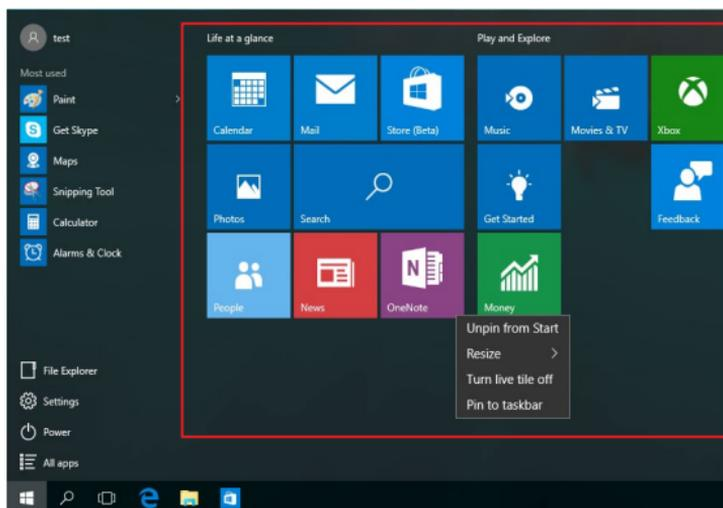 test
Most used
Paint
Get Skype
Maps
Snipping Tool
Calculator
Alarms & Clock
File Explorer
Settings
Power
All apps
Life at a glance
Calendar
Mail
Store (Beta)
Photos
Search
People
News
OneNote
Play and Explore
Music
Movies & TV
Xbox
Get Started
Feedback
Money
Unpin from Start
Resize
Turn live tile off
Pin to taskbar